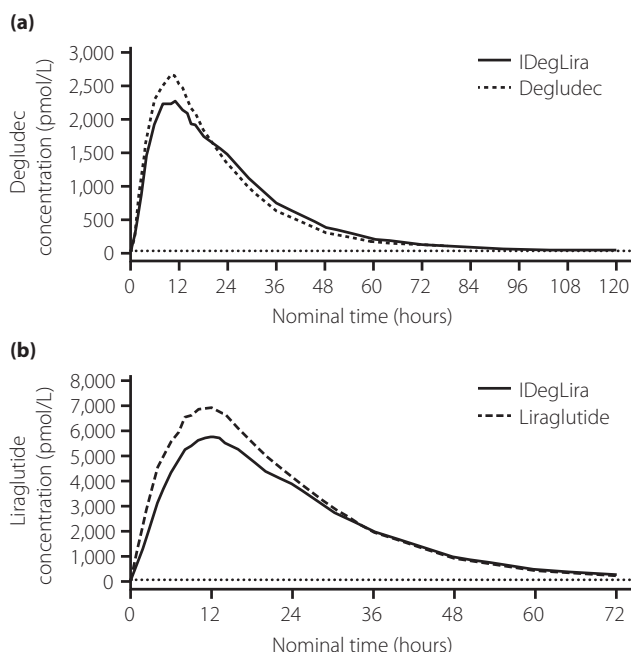 (a)
3,000
2,500
2,000
1,500
1,000
500
0
Degludec
concentration (pmol/L)
IDegLira
Degludec
0 12 24 36 48 60 72 84 96 108 120
Nominal time (hours)
(b)
8,000
7,000
6,000
5,000
4,000
3,000
2,000
1,000
0
Liraglutide
concentration (pmol/L)
IDegLira
Liraglutide
0 12 24 36 48 60 72
Nominal time (hours)